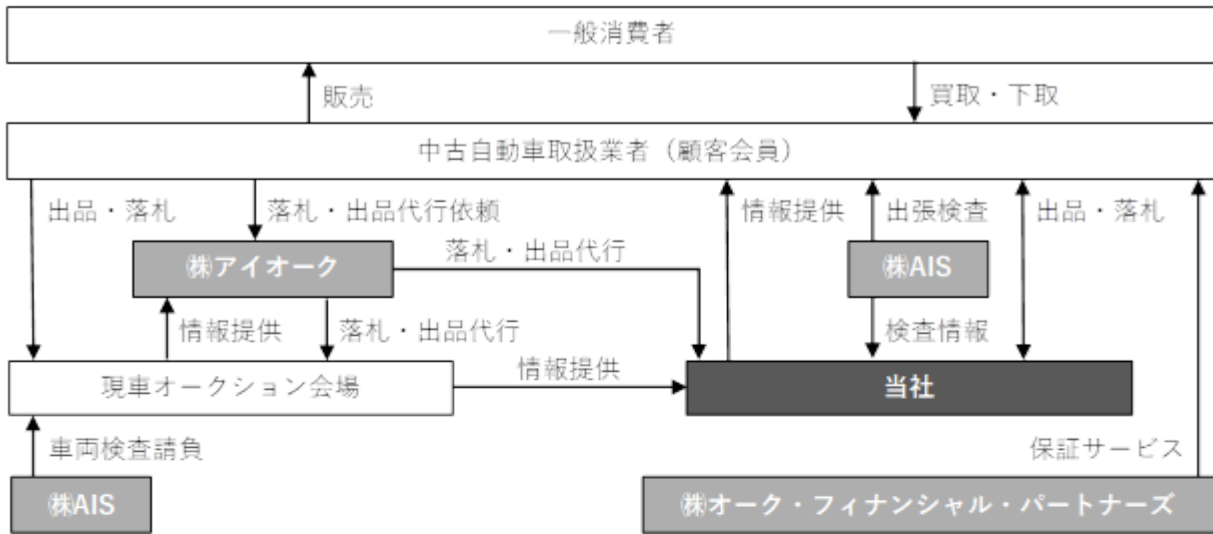 一般消費者
販売
買取・下取
中古自動車取扱業者（顧客会員）
出品・落札
落札・出品代行依頼
情報提供
出張検査
出品・落札
㈱アイオーク
落札・出品代行
㈱AIS
情報提供
落札・出品代行
検査情報
現車オークション会場
情報提供
当社
車両検査請負
保証サービス
㈱AIS
㈱オーク・フィナンシャル・パートナーズ